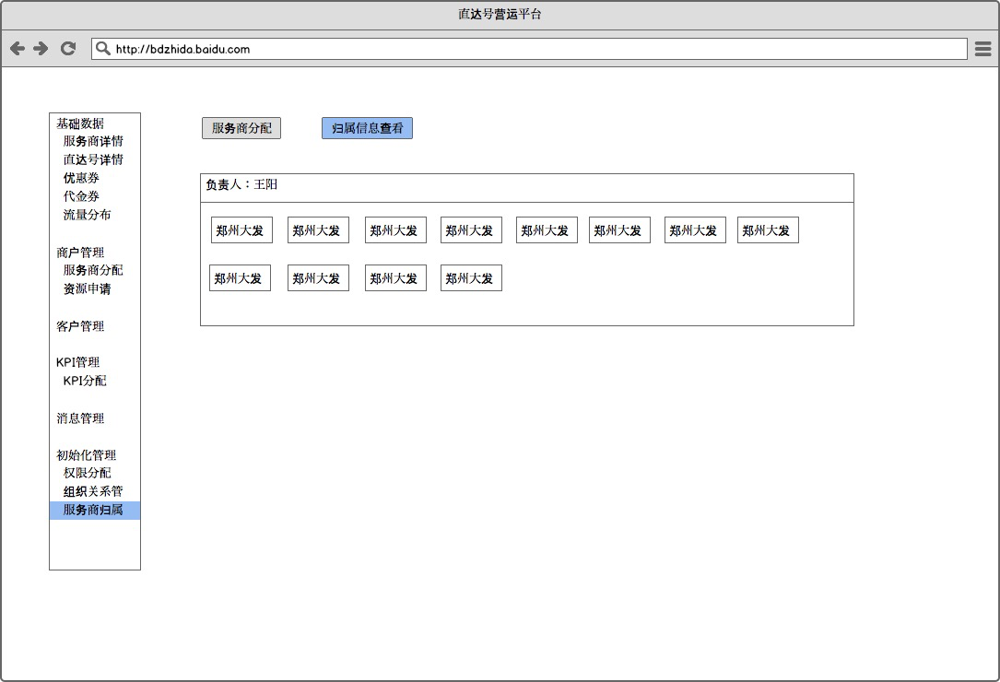 直达号营运平台
http://bdzhida.baidu.com
基础数据
服务商详情
直达号详情
优惠券
代金券
流量分布
商户管理
服务商分配
资源申请
客户管理
KPI管理
KPI分配
消息管理
初始化管理
权限分配
组织关系管
服务商归属
服务商分配 归属信息查看
负责人：王阳
郑州大发 郑州大发 郑州大发 郑州大发 郑州大发 郑州大发 郑州大发 郑州大发
郑州大发 郑州大发 郑州大发 郑州大发